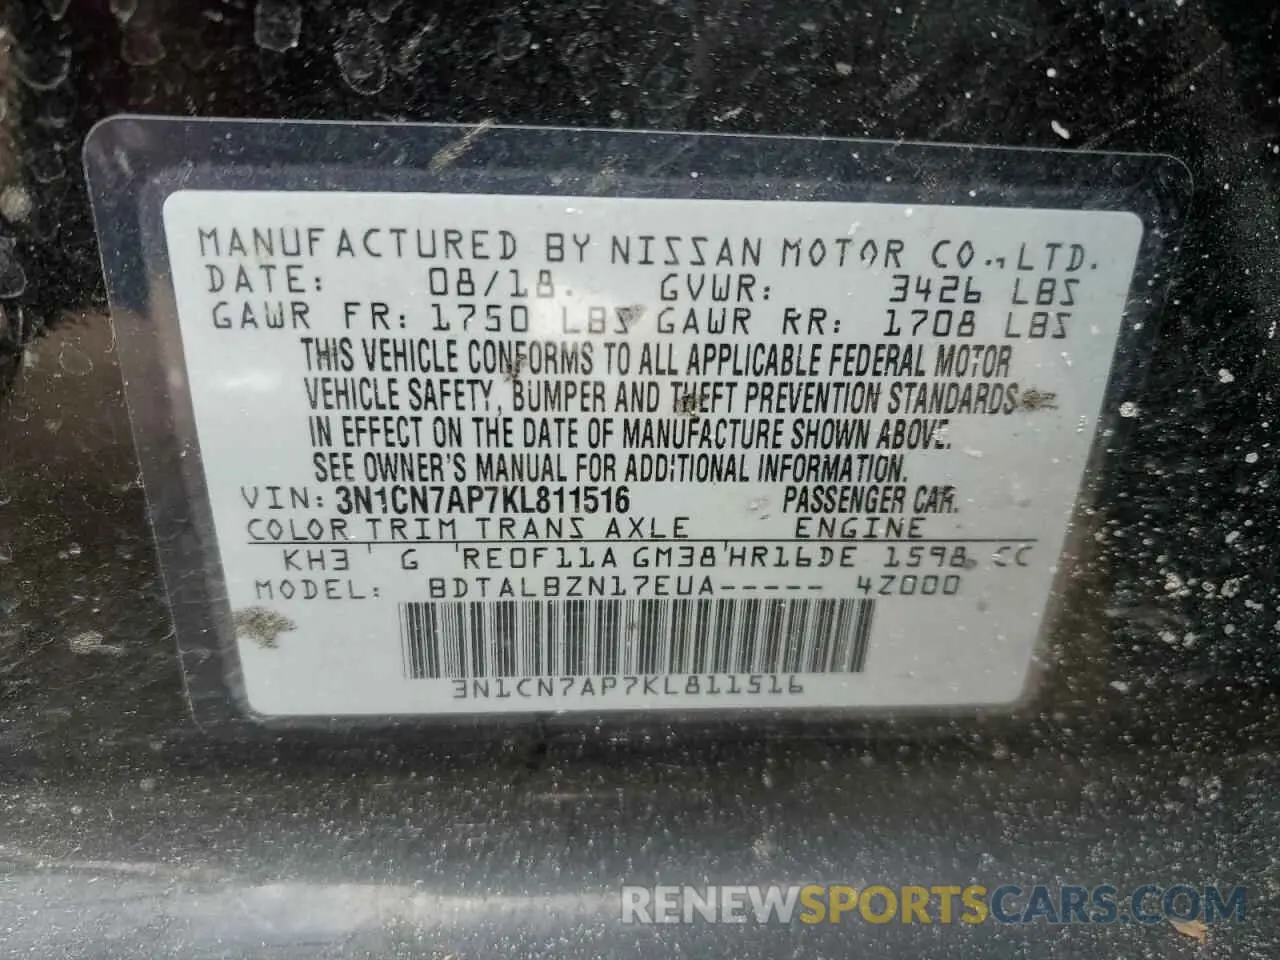 MANUFACTURED BY NISSAN MOTOR CO., LTD.
DATE: 08/18. GVWR: 3426 LBS
GAWR FR: 1750 LBS GAWR RR: 1708 LBS
THIS VEHICLE CONFORMS TO ALL APPLICABLE FEDERAL MOTOR
VEHICLE SAFETY, BUMPER AND THEFT PREVENTION STANDARDS
IN EFFECT ON THE DATE OF MANUFACTURE SHOWN ABOVE.
SEE OWNER'S MANUAL FOR ADDITIONAL INFORMATION.
VIN: 3N1CN7AP7KL811516 PASSENGER CAR.
COLOR TRIM TRANS AXLE ENGINE
KH3 ' G 'RE0F11A GM38'HR16DE 1598 CC
MODEL: BDTALBZN17EUA----- 4Z000
3N1CN7AP7KL811516
RENEWSPORTSCARS.COM